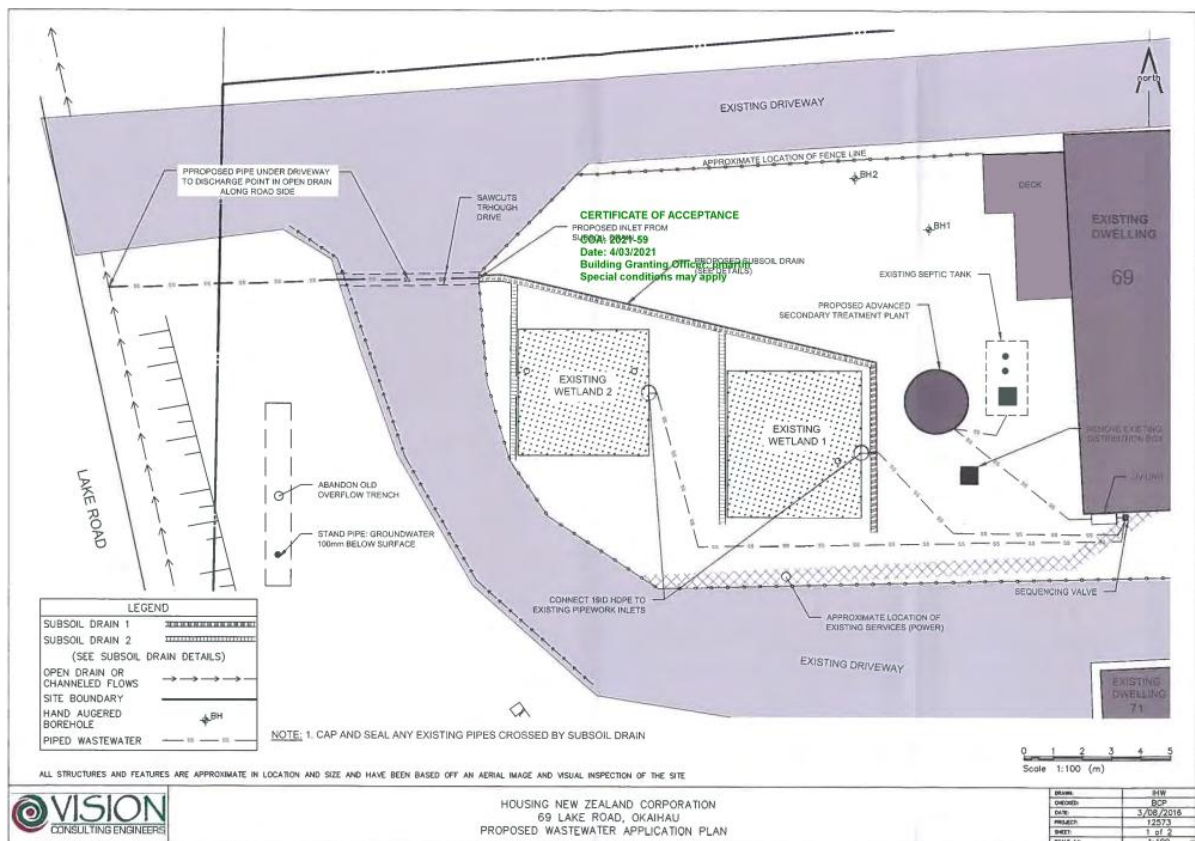 north
EXISTING DRIVEWAY
APPROXIMATE LOCATION OF FENCE LINE
PPROPOSED PIPE UNDER DRIVEWAY
TO DISCHARGE POINT IN OPEN DRAIN
ALONG ROAD SIDE
SAWCUTS
TRHOUGH
DRIVE
BH2
DECK
CERTIFICATE OF ACCEPTANCE
PROPOSED INLET FROM
SUBSOIL DRAIN
COA: 2021-59
Date: 4/03/2021
Building Granting Officer: pmartin
Special conditions may apply
PROPOSED SUBSOIL DRAIN
(SEE DETAILS)
BH1
EXISTING
DWELLING
69
EXISTING SEPTIC TANK
PROPOSED ADVANCED
SECONDARY TREATMENT PLANT
EXISTING
WETLAND 2
EXISTING
WETLAND 1
REMOVE EXISTING
DISTRIBUTION BOX
UV UNIT
LAKE ROAD
ABANDON OLD
OVERFLOW TRENCH
STAND PIPE: GROUNDWATER
100mm BELOW SURFACE
SEQUENCING VALVE
CONNECT 19ID HDPE TO
EXISTING PIPEWORK INLETS
APPROXIMATE LOCATION OF
EXISTING SERVICES (POWER)
EXISTING DRIVEWAY
EXISTING
DWELLING
71
LEGEND
SUBSOIL DRAIN 1
SUBSOIL DRAIN 2
(SEE SUBSOIL DRAIN DETAILS)
OPEN DRAIN OR
CHANNELED FLOWS
SITE BOUNDARY
HAND AUGERED
BOREHOLE
BH
PIPED WASTEWATER
NOTE: 1. CAP AND SEAL ANY EXISTING PIPES CROSSED BY SUBSOIL DRAIN
0 1 2 3 4 5
Scale 1:100 (m)
ALL STRUCTURES AND FEATURES ARE APPROXIMATE IN LOCATION AND SIZE AND HAVE BEEN BASED OFF AN AERIAL IMAGE AND VISUAL INSPECTION OF THE SITE
VISION
CONSULTING ENGINEERS
HOUSING NEW ZEALAND CORPORATION
69 LAKE ROAD, OKAIHAU
PROPOSED WASTEWATER APPLICATION PLAN
DRAWN: IHW
CHECKED: BCP
DATE: 3/08/2016
PROJECT: 12573
SHEET: 1 of 2
1:100